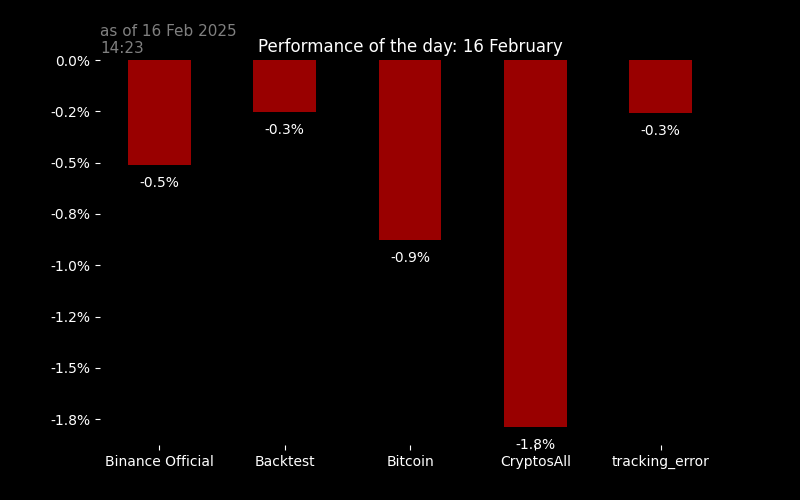 as of 16 Feb 2025
14:23
Performance of the day: 16 February
0.0%
-0.2%
-0.5%
-0.8%
-1.0%
-1.2%
-1.5%
-1.8%
-0.5%
-0.3%
-0.9%
-1.8%
-0.3%
Binance Official
Backtest
Bitcoin
CryptosAll
tracking_error